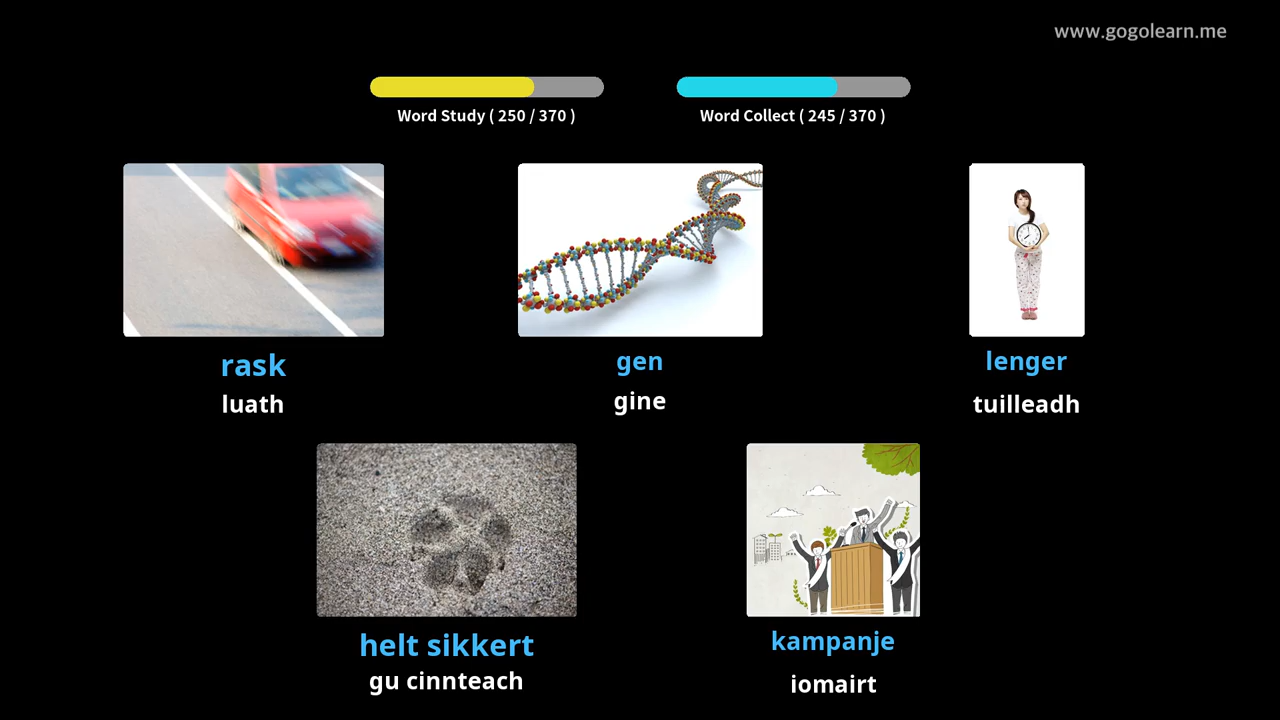 www.gogolearn.me
Word Study ( 250 / 370 )
Word Collect ( 245 / 370 )
rask
luath
gen
gine
lenger
tuilleadh
helt sikkert
gu cinnteach
kampanje
iomairt